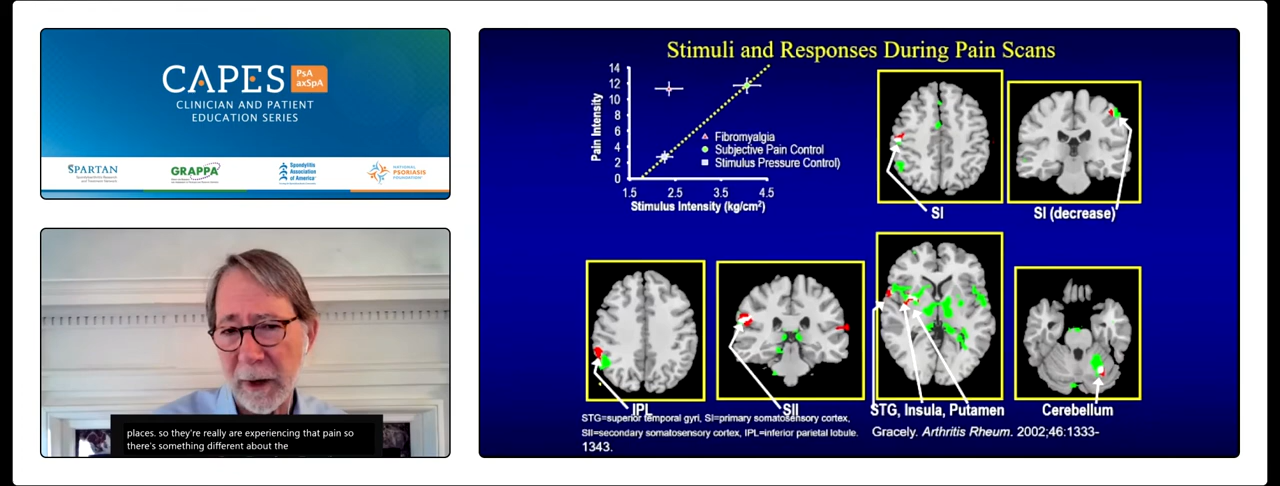 CAPES PsA
axSpA
CLINICIAN AND PATIENT
EDUCATION SERIES
SPARTAN
GRAPPA
Spondylitis
Association
of America
NATIONAL
PSORIASIS
FOUNDATION
places. so they're really are experiencing that pain so
there's something different about the
Stimuli and Responses During Pain Scans
14
12
10
8
6
4
2
0
Pain Intensity
Fibromyalgia
Subjective Pain Control
Stimulus Pressure Control)
1.5 2.5 3.5 4.5
Stimulus Intensity (kg/cm²)
SI
SI (decrease)
IPL
SII
STG, Insula, Putamen
Cerebellum
STG=superior temporal gyri, SI=primary somatosensory cortex,
SII=secondary somatosensory cortex, IPL=inferior parietal lobule.
Gracely. Arthritis Rheum. 2002;46:1333-
1343.